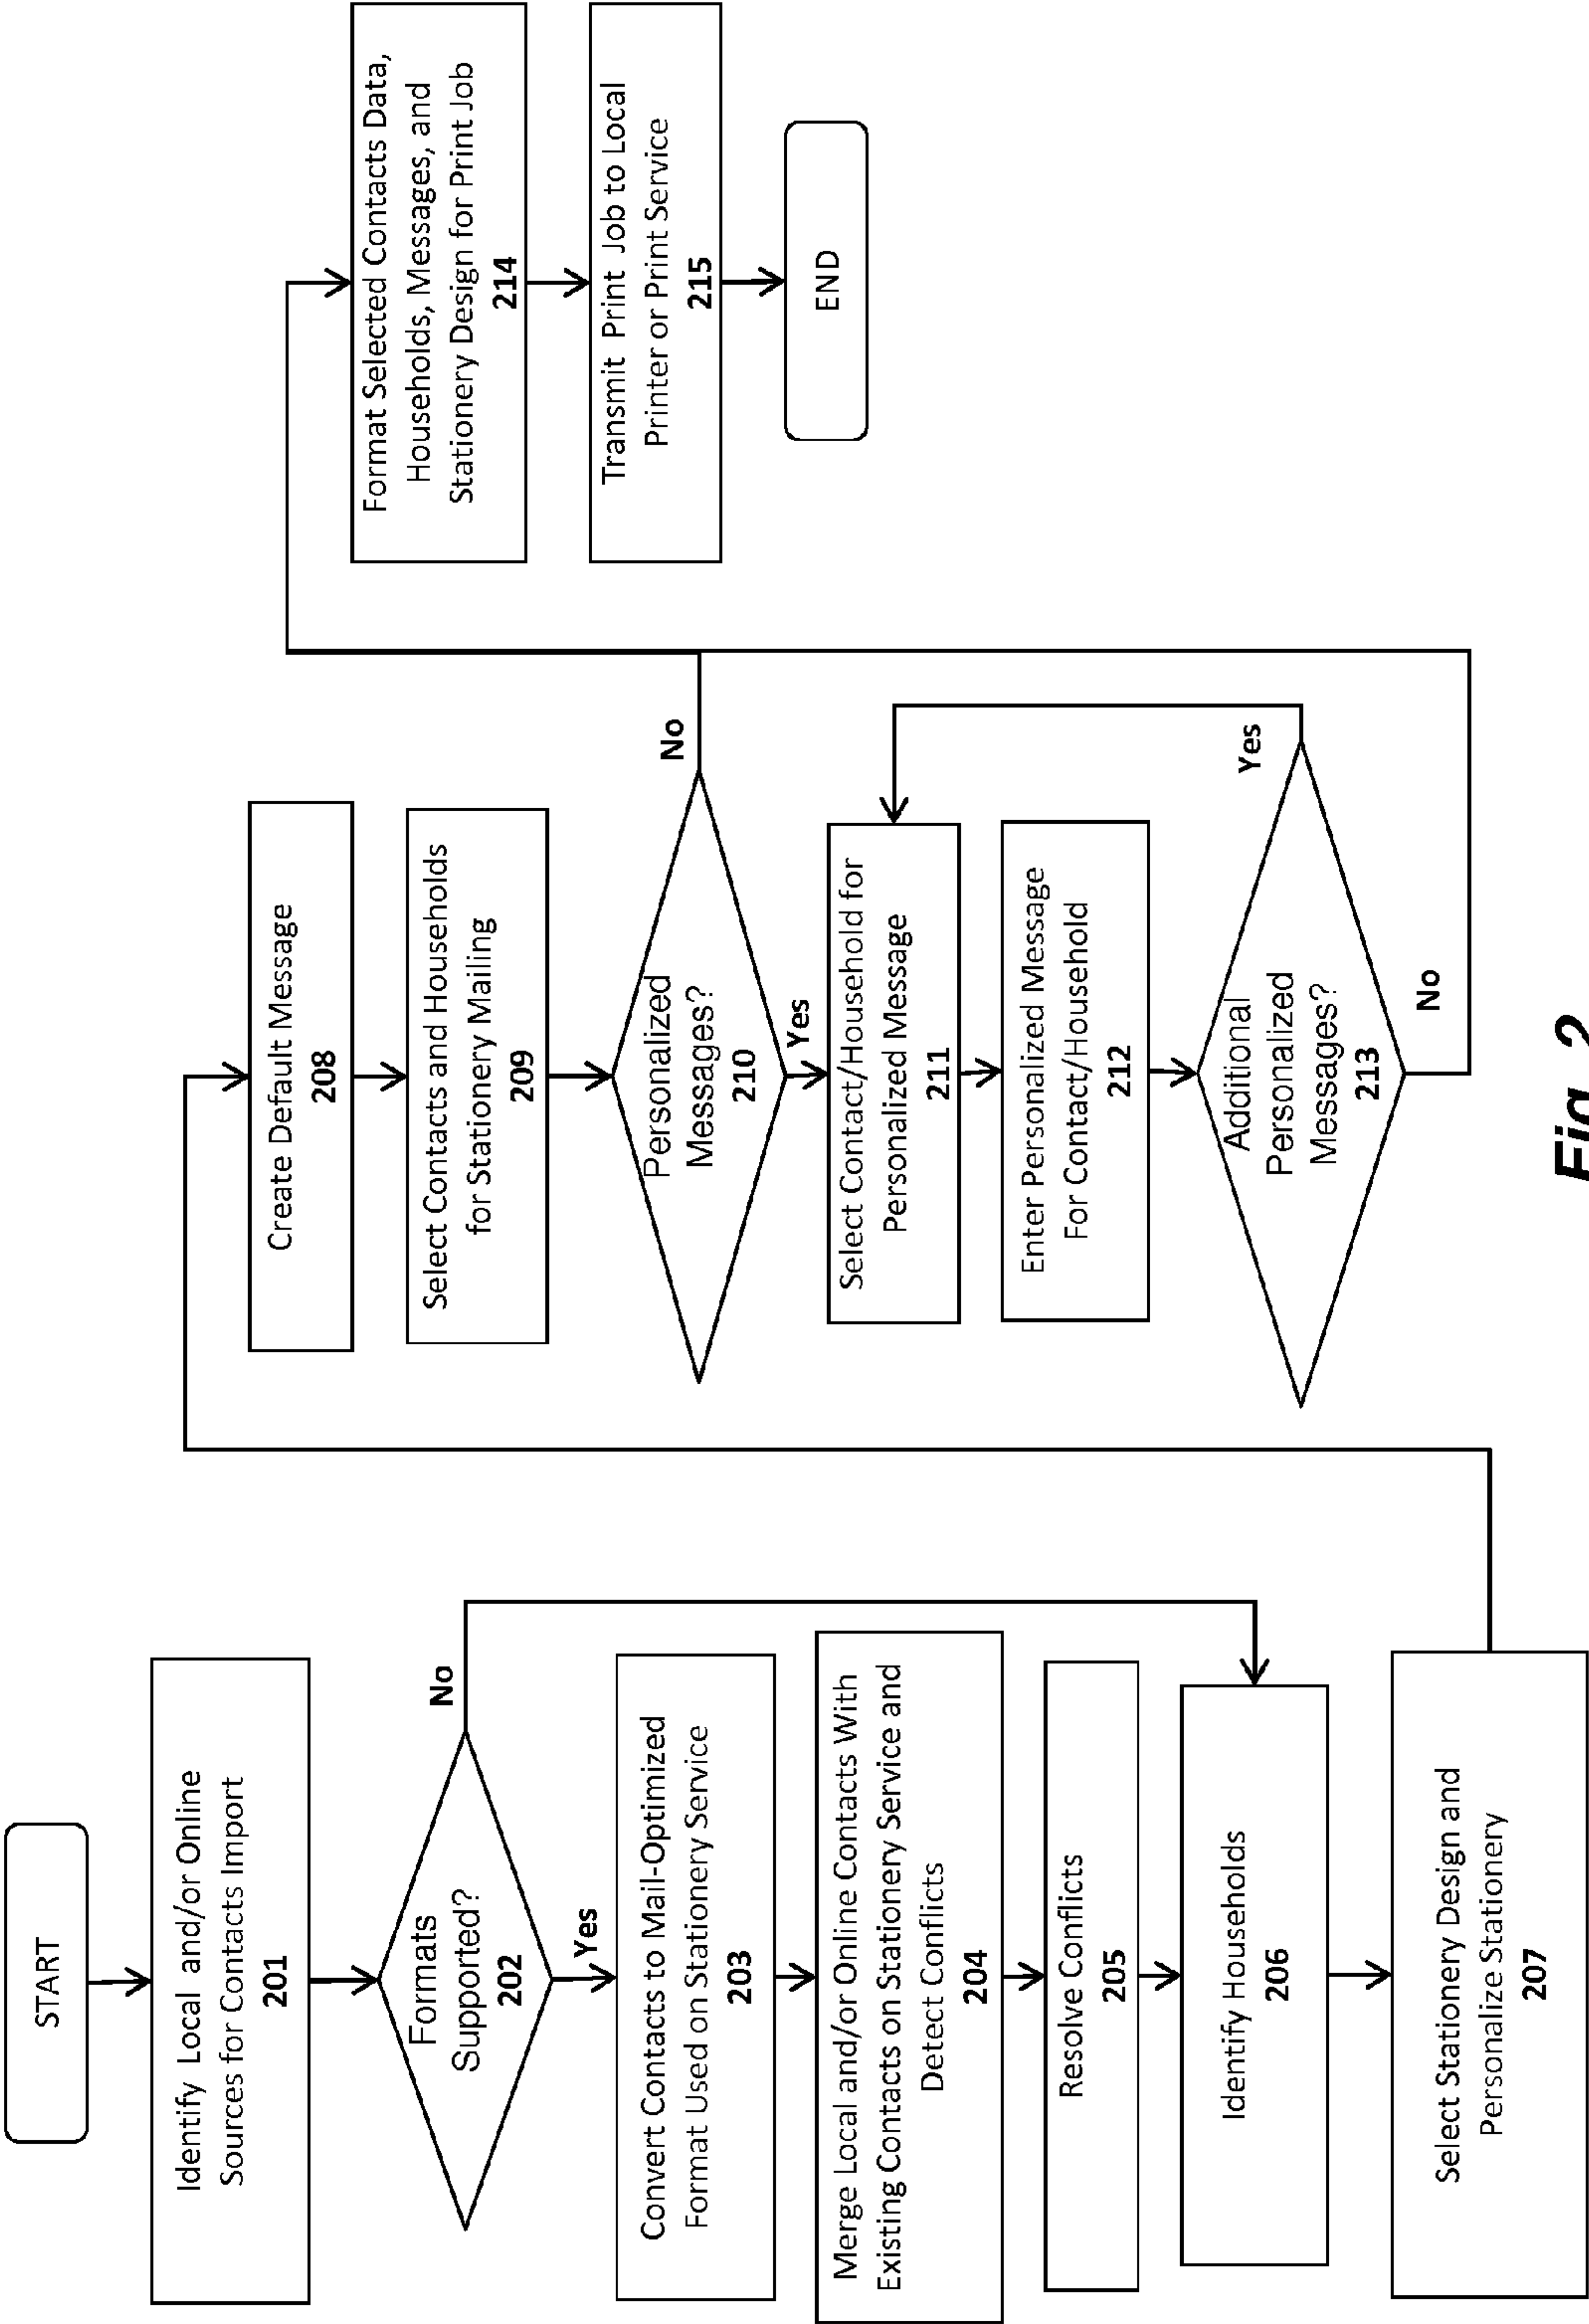 START
Identify Local and/or Online
Sources for Contacts Import
201
Formats
Supported?
202
No
Yes
Convert Contacts to Mail-Optimized
Format Used on Stationery Service
203
Merge Local and/or Online Contacts With
Existing Contacts on Stationery Service and
Detect Conflicts
204
Resolve Conflicts
205
Identify Households
206
Select Stationery Design and
Personalize Stationery
207
Create Default Message
208
Select Contacts and Households
for Stationery Mailing
209
Personalized
Messages?
210
No
Yes
Select Contact/Household for
Personalized Message
211
Enter Personalized Message
For Contact/Household
212
Additional
Personalized
Messages?
213
Yes
No
Format Selected Contacts Data,
Households, Messages, and
Stationery Design for Print Job
214
Transmit Print Job to Local
Printer or Print Service
215
END
Fig. 2